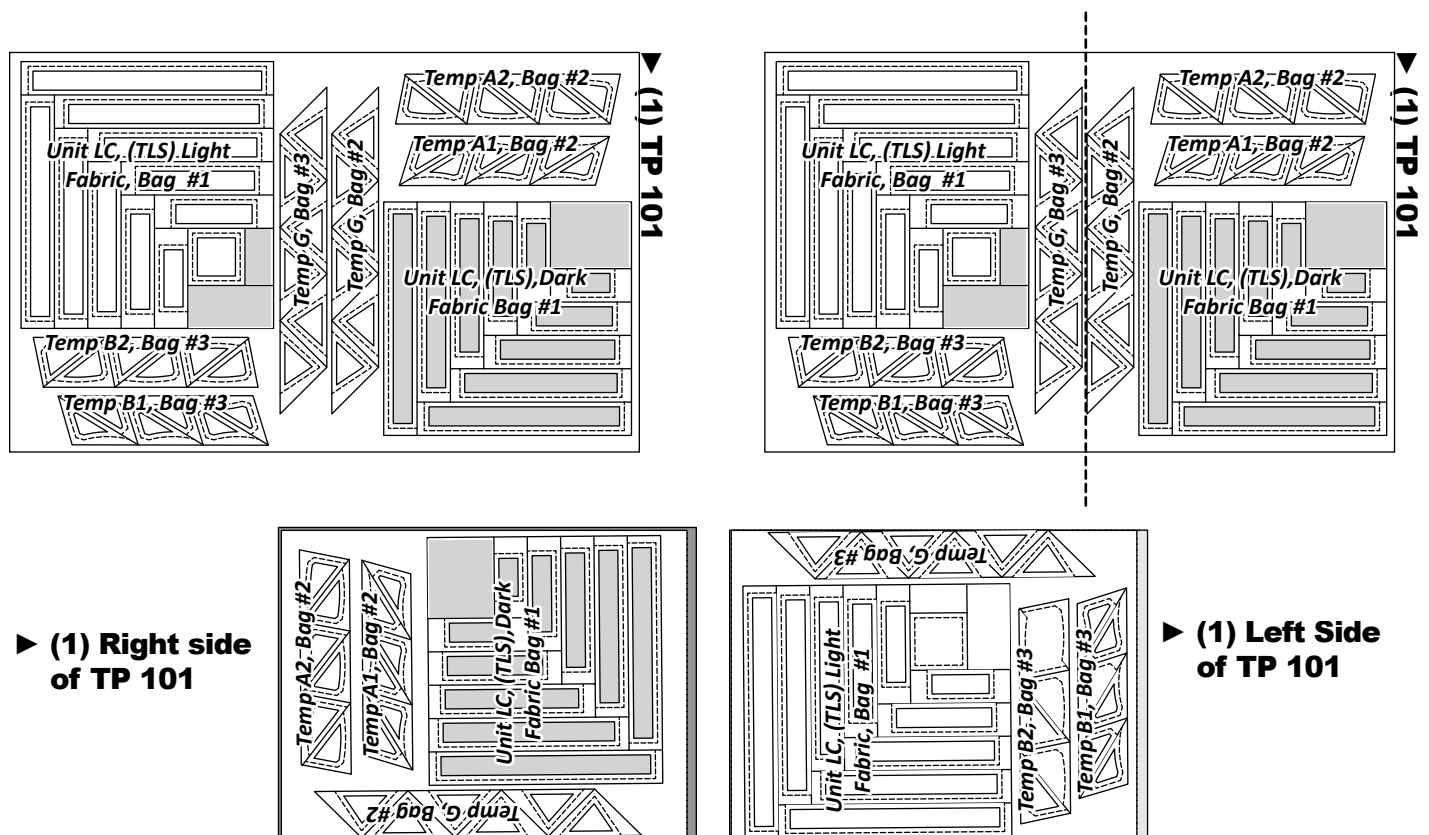 Temp A2, Bag #2
Temp A1, Bag #2
Unit LC, (TLS) Light
Fabric, Bag #1
Temp G, Bag #3
Temp G, Bag #2
Unit LC, (TLS),Dark
Fabric Bag #1
Temp B2, Bag #3
Temp B1, Bag #3
▶ (1) TP 101
Temp A2, Bag #2
Temp A1, Bag #2
Unit LC, (TLS) Light
Fabric, Bag #1
Temp G, Bag #3
Temp G, Bag #2
Unit LC, (TLS),Dark
Fabric Bag #1
Temp B2, Bag #3
Temp B1, Bag #3
▶ (1) TP 101
▶ (1) Right side
of TP 101
Temp A2, Bag #2
Temp A1, Bag #2
Unit LC, (TLS),Dark
Fabric Bag #1
Temp G, Bag #2
Temp G, Bag #3
Unit LC, (TLS) Light
Fabric, Bag #1
Temp B2, Bag #3
Temp B1, Bag #3
▶ (1) Left Side
of TP 101